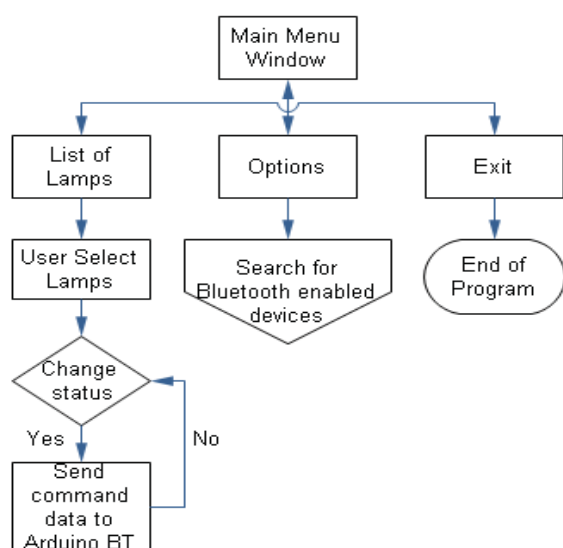 Main Menu
Window
List of
Lamps
Options
Exit
User Select
Lamps
Search for
Bluetooth enabled
devices
End of
Program
Change
status
Yes
No
Send
command
data to
Arduino BT